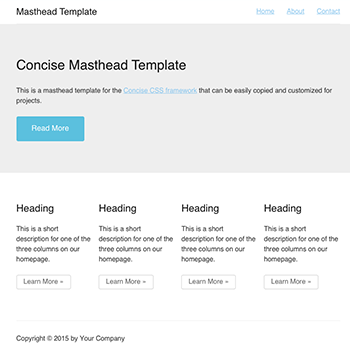 Masthead Template
Home About Contact
Concise Masthead Template
This is a masthead template for the Concise CSS framework that can be easily copied and customized for
projects.
Read More
Heading
This is a short
description for one of the
three columns on our
homepage.
Learn More »
Heading
This is a short
description for one of the
three columns on our
homepage.
Learn More »
Heading
This is a short
description for one of the
three columns on our
homepage.
Learn More »
Heading
This is a short
description for one of the
three columns on our
homepage.
Learn More »
Copyright © 2015 by Your Company